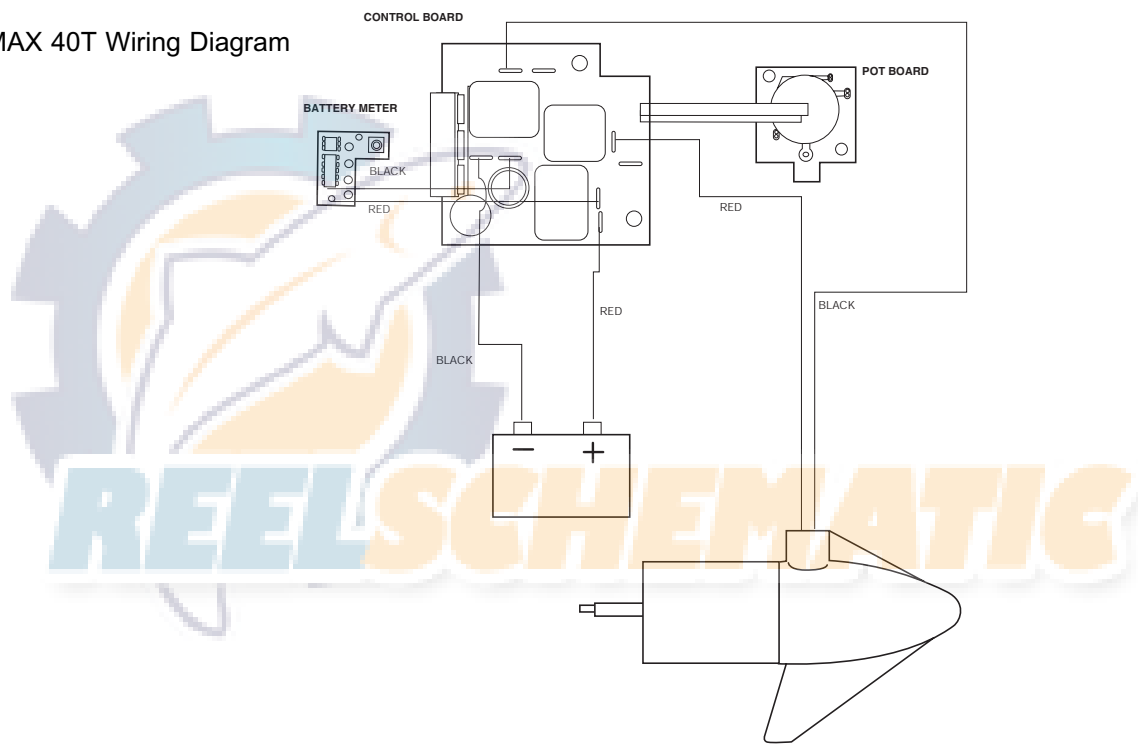 CONTROL BOARD
MAX 40T Wiring Diagram
POT BOARD
BATTERY METER
BLACK
RED
RED
BLACK
RED
BLACK
− +
REELSCHEMATIC